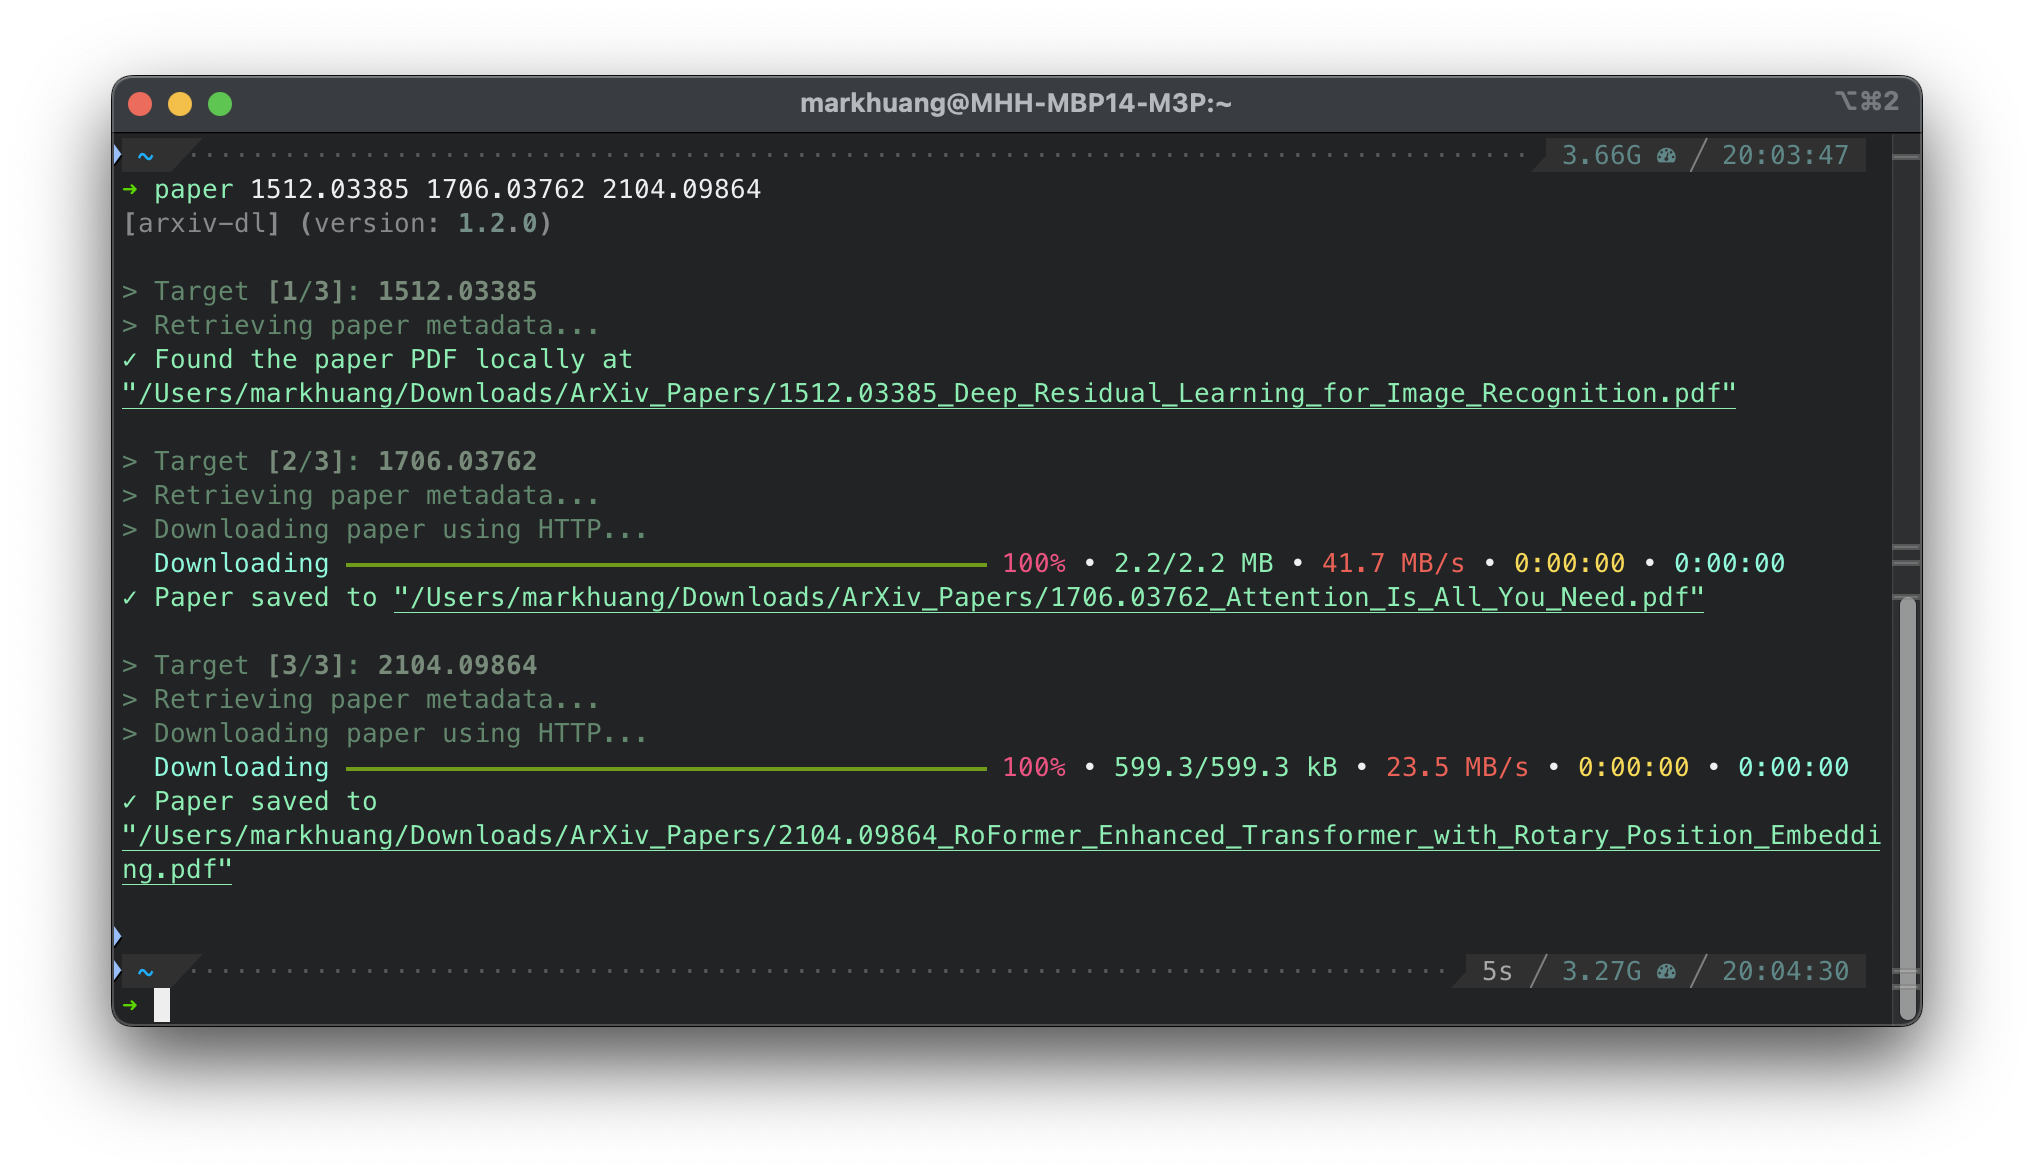 markhuang@MHH-MBP14-M3P:~
⌥⌘2
~ 3.66G 20:03:47
➜ paper 1512.03385 1706.03762 2104.09864
[arxiv-dl] (version: 1.2.0)
> Target [1/3]: 1512.03385
> Retrieving paper metadata...
✓ Found the paper PDF locally at
"/Users/markhuang/Downloads/ArXiv_Papers/1512.03385_Deep_Residual_Learning_for_Image_Recognition.pdf"
> Target [2/3]: 1706.03762
> Retrieving paper metadata...
> Downloading paper using HTTP...
Downloading 100% • 2.2/2.2 MB • 41.7 MB/s • 0:00:00 • 0:00:00
✓ Paper saved to "/Users/markhuang/Downloads/ArXiv_Papers/1706.03762_Attention_Is_All_You_Need.pdf"
> Target [3/3]: 2104.09864
> Retrieving paper metadata...
> Downloading paper using HTTP...
Downloading 100% • 599.3/599.3 kB • 23.5 MB/s • 0:00:00 • 0:00:00
✓ Paper saved to
"/Users/markhuang/Downloads/ArXiv_Papers/2104.09864_RoFormer_Enhanced_Transformer_with_Rotary_Position_Embeddi
ng.pdf"
~ 5s 3.27G 20:04:30
➜